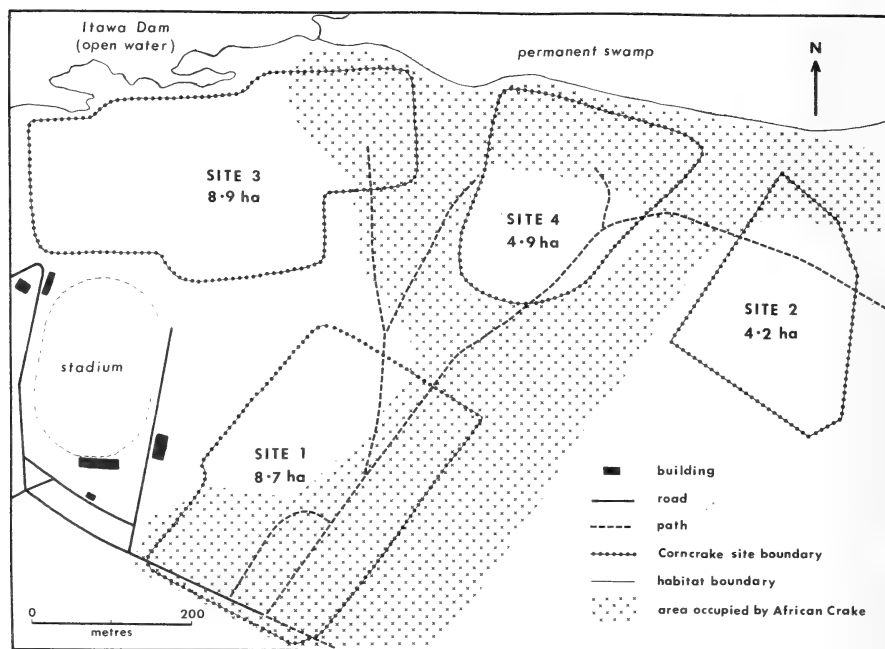 Itawa Dam
(open water)
permanent swamp
N
SITE 3
8·9 ha
SITE 4
4·9 ha
SITE 2
4·2 ha
stadium
SITE 1
8·7 ha
building
road
path
Corncrake site boundary
habitat boundary
area occupied by African Crake
0 200
metres